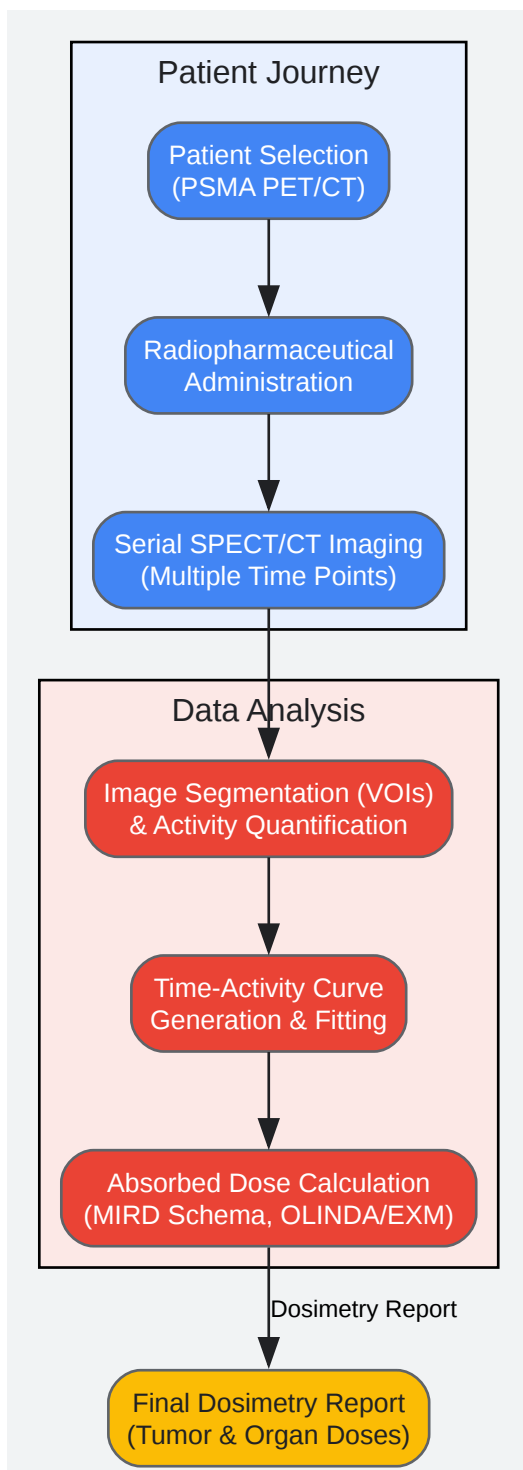 Patient Journey
Patient Selection
(PSMA PET/CT)
Radiopharmaceutical
Administration
Serial SPECT/CT Imaging
(Multiple Time Points)
Data Analysis
Image Segmentation (VOIs)
& Activity Quantification
Time-Activity Curve
Generation & Fitting
Absorbed Dose Calculation
(MIRD Schema, OLINDA/EXM)
Dosimetry Report
Final Dosimetry Report
(Tumor & Organ Doses)